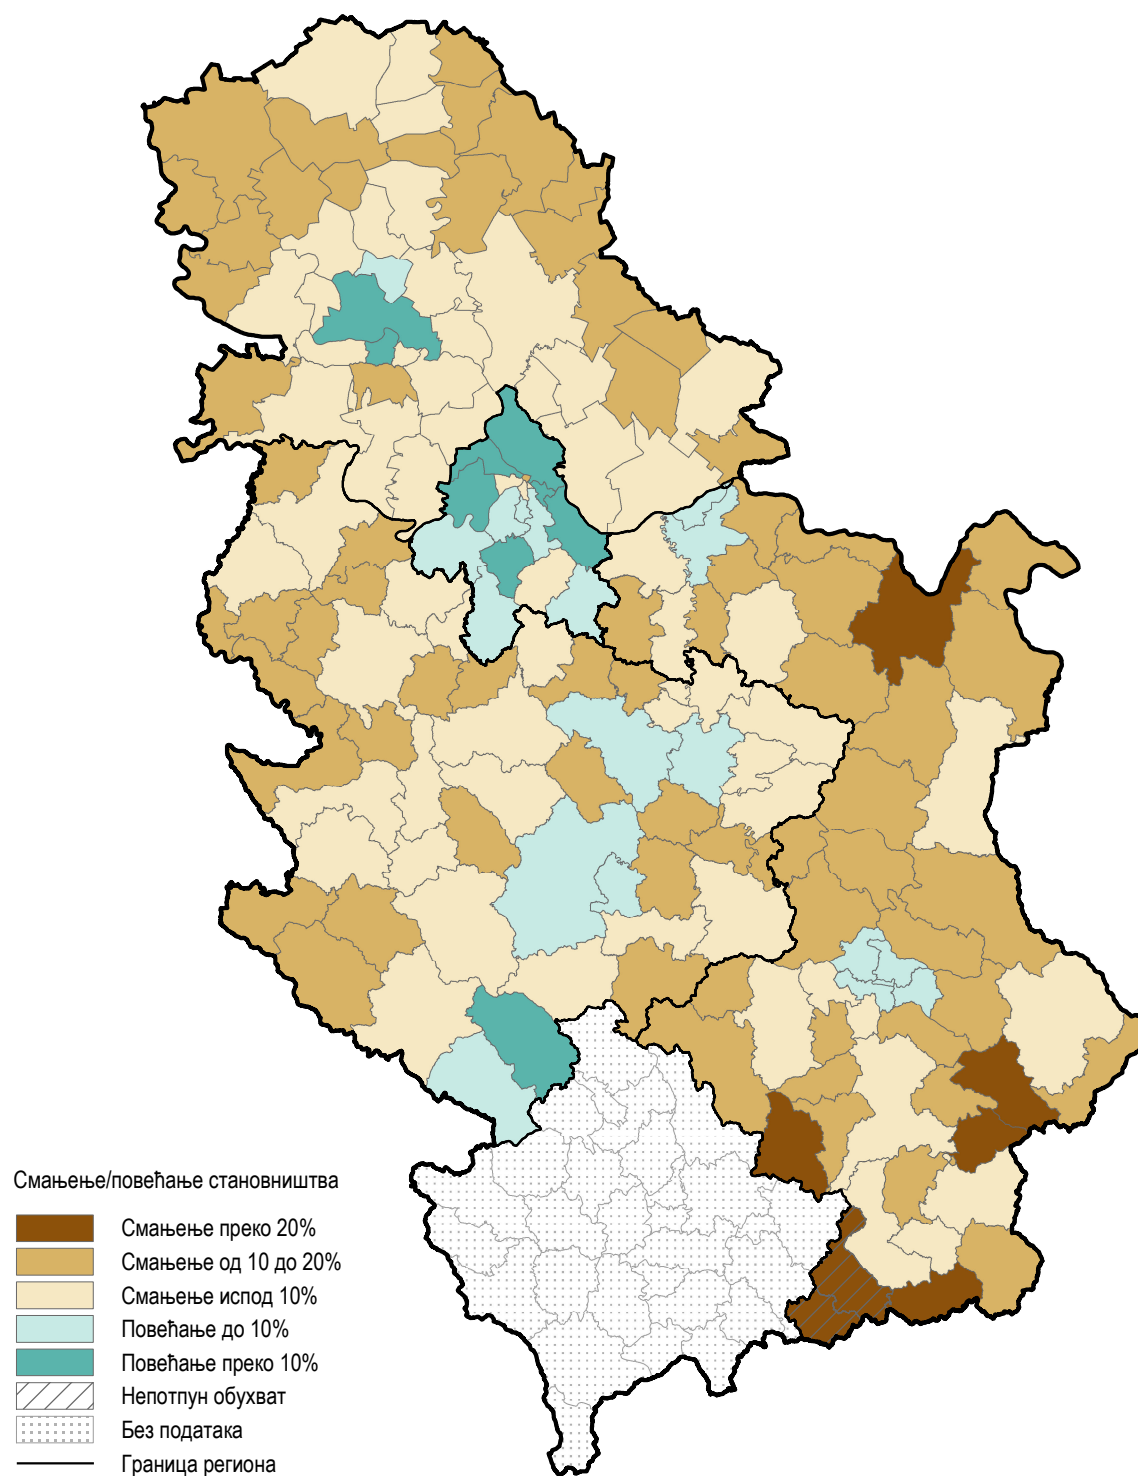 Смањење/повећање становништва
Смањење преко 20%
Смањење од 10 до 20%
Смањење испод 10%
Повећање до 10%
Повећање преко 10%
Непотпун обухват
Без података
Граница региона